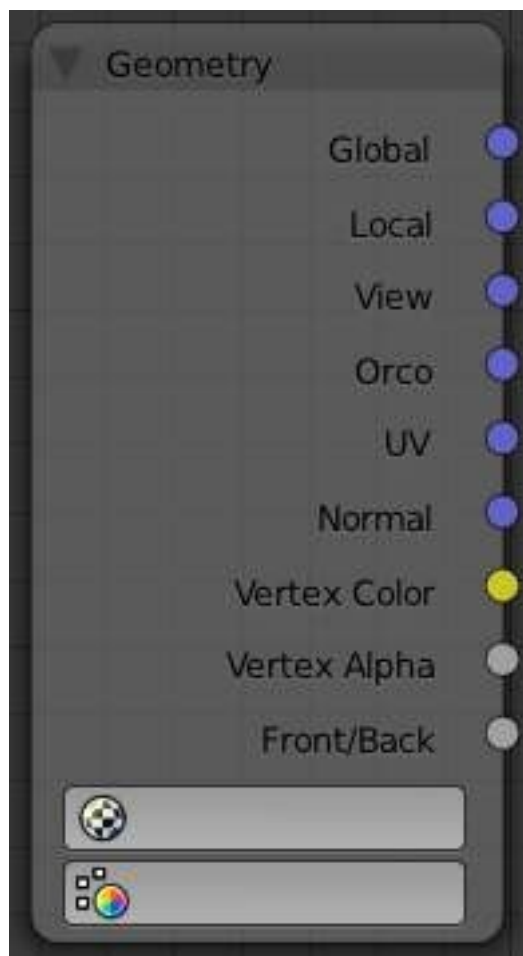 Geometry
Global
Local
View
Orco
UV
Normal
Vertex Color
Vertex Alpha
Front/Back